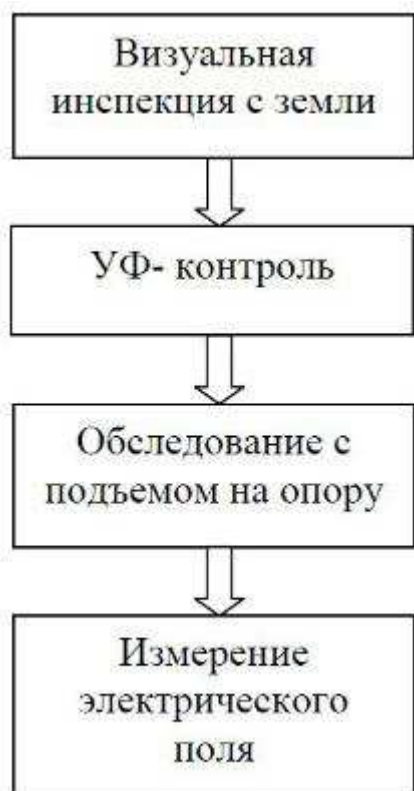 Визуальная
инспекция с земли
УФ- контроль
Обследование с
подъемом на опору
Измерение
электрического
поля